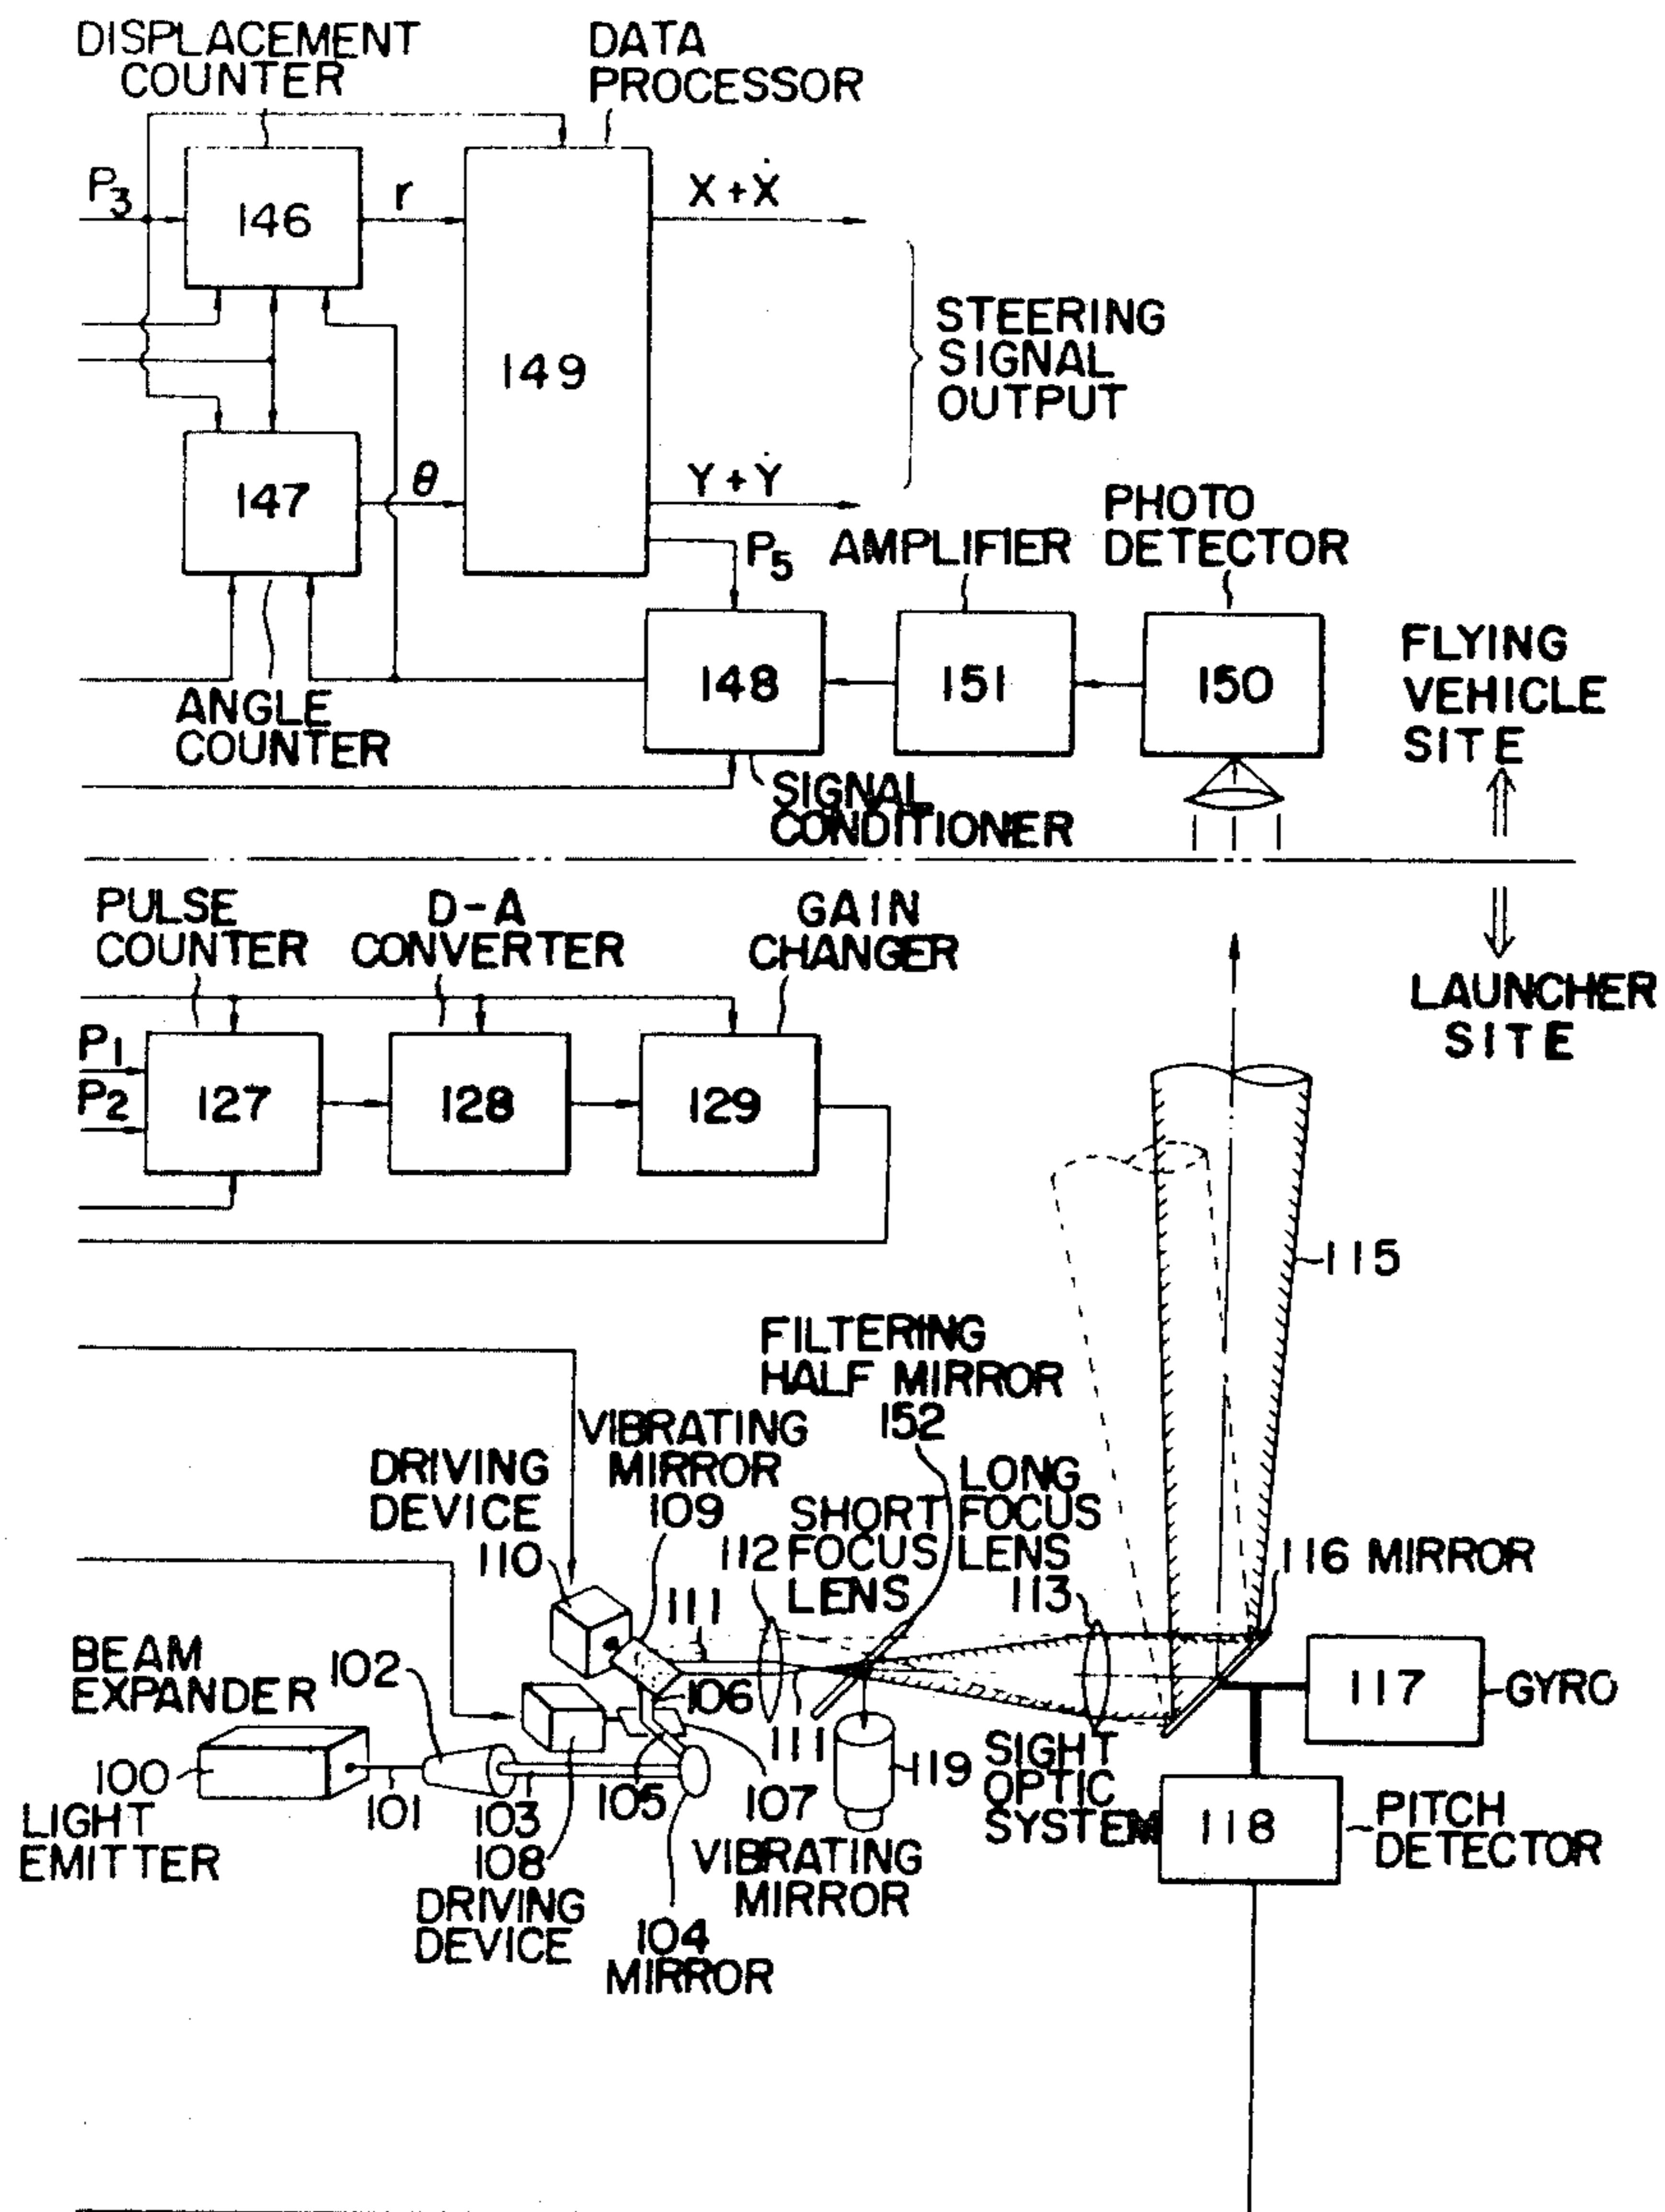 DISPLACEMENT
COUNTER
DATA
PROCESSOR
P3
146
r
X + Ẋ
149
STEERING
SIGNAL
OUTPUT
147
θ
Y + Ẏ
P5
AMPLIFIER
PHOTO
DETECTOR
148
151
150
FLYING
VEHICLE
SITE
ANGLE
COUNTER
SIGNAL
CONDITIONER
PULSE
COUNTER
D-A
CONVERTER
GAIN
CHANGER
LAUNCHER
SITE
P1
P2
127
128
129
115
FILTERING
HALF MIRROR
152
VIBRATING
MIRROR
109
DRIVING
DEVICE
110
SHORT
FOCUS
LENS
112
LONG
FOCUS
LENS
113
116 MIRROR
111
BEAM
EXPANDER
102
106
117
GYRO
100
LIGHT
EMITTER
101
103
105
107
VIBRATING
MIRROR
111
119
SIGHT
OPTIC
SYSTEM
118
PITCH
DETECTOR
108
DRIVING
DEVICE
104
MIRROR